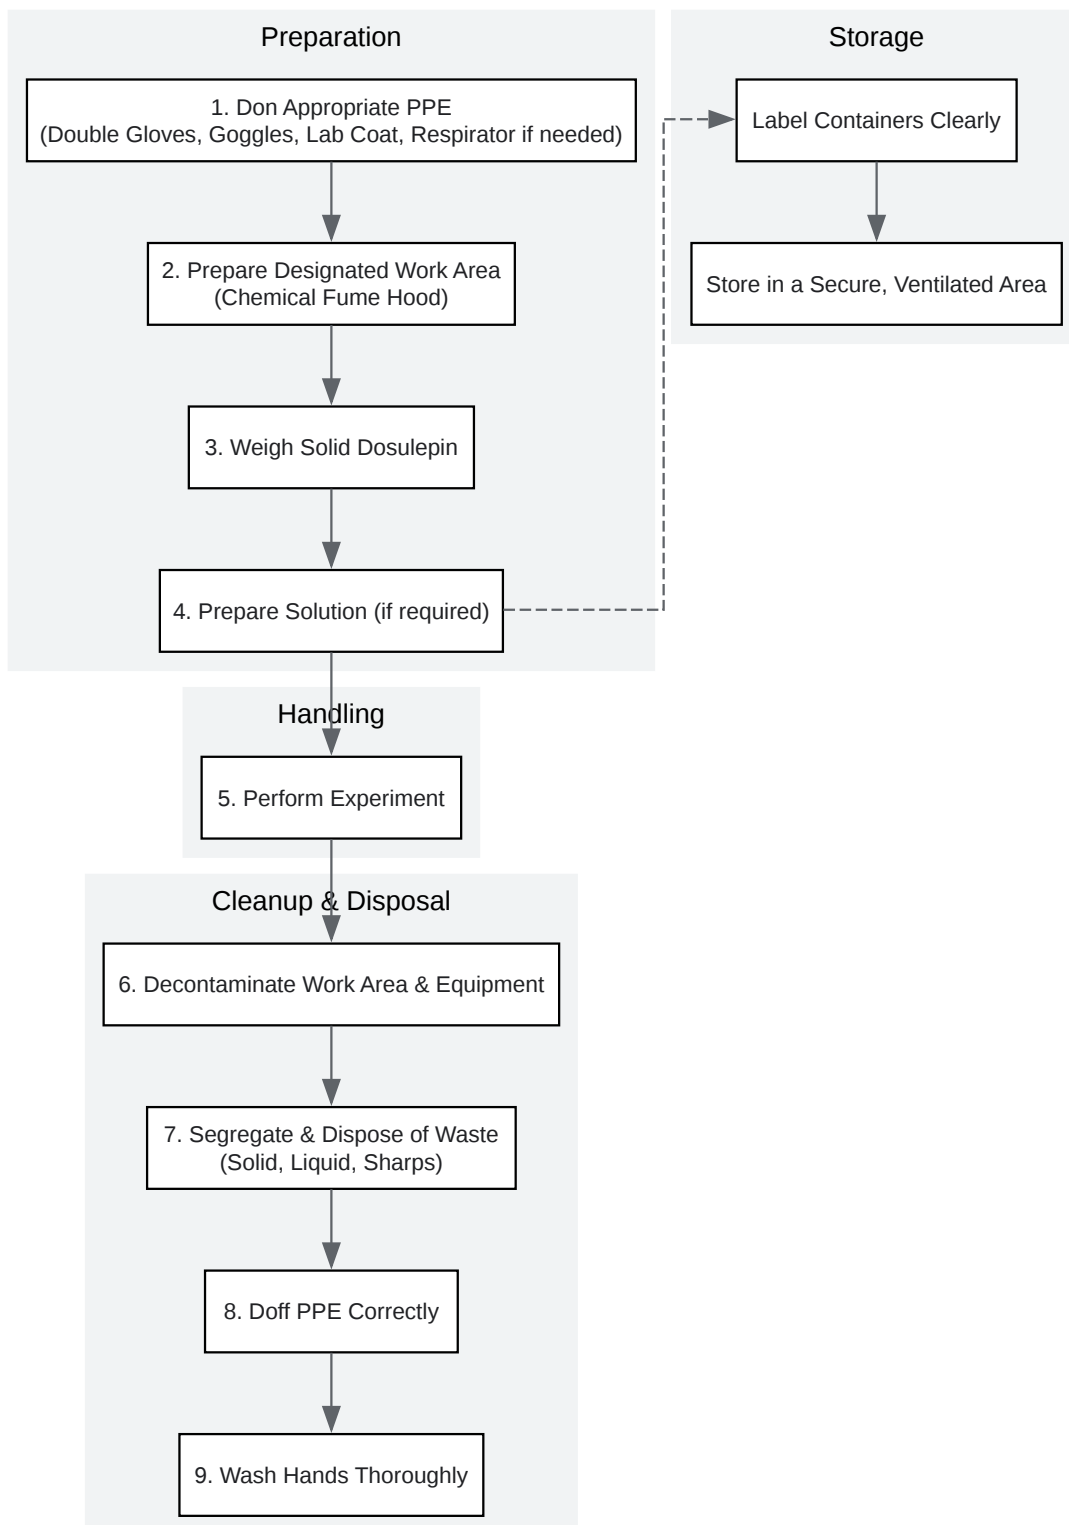 Preparation
1. Don Appropriate PPE
(Double Gloves, Goggles, Lab Coat, Respirator if needed)
2. Prepare Designated Work Area
(Chemical Fume Hood)
3. Weigh Solid Dosulepin
4. Prepare Solution (if required)
Storage
Label Containers Clearly
Store in a Secure, Ventilated Area
Handling
5. Perform Experiment
Cleanup & Disposal
6. Decontaminate Work Area & Equipment
7. Segregate & Dispose of Waste
(Solid, Liquid, Sharps)
8. Doff PPE Correctly
9. Wash Hands Thoroughly